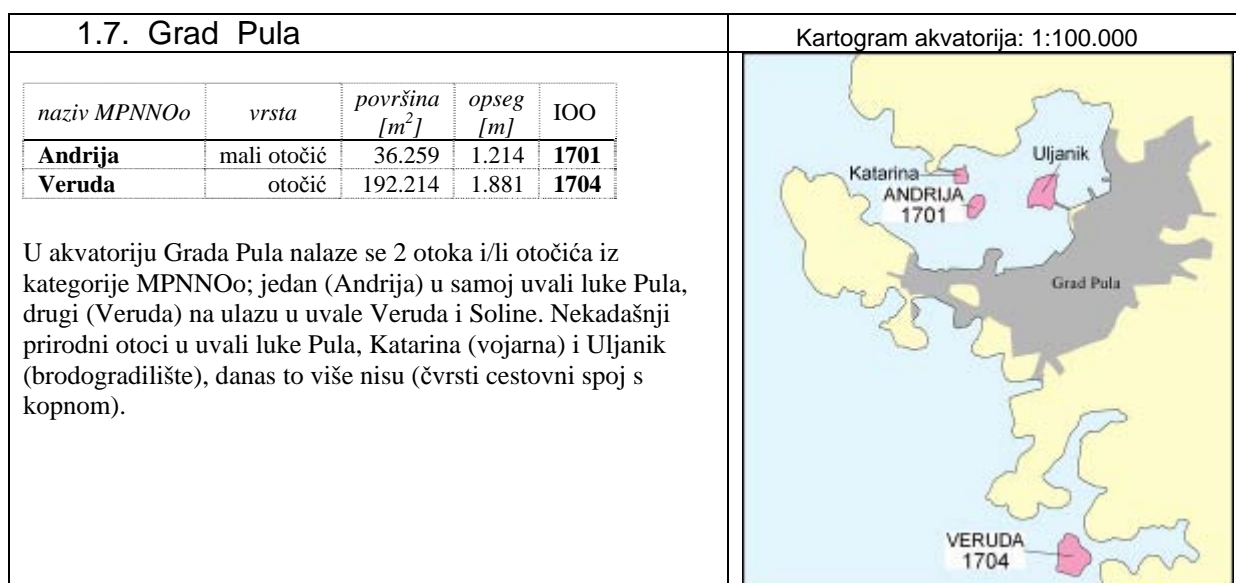 1.7. Grad Pula
Kartogram akvatorija: 1:100.000
naziv MPNNOo vrsta površina [m²] opseg [m] IOO
Andrija mali otočić 36.259 1.214 1701
Veruda otočić 192.214 1.881 1704
U akvatoriju Grada Pula nalaze se 2 otoka i/li otočića iz
kategorije MPNNOo; jedan (Andrija) u samoj uvali luke Pula,
drugi (Veruda) na ulazu u uvale Veruda i Soline. Nekadašnji
prirodni otoci u uvali luke Pula, Katarina (vojarna) i Uljanik
(brodogradilište), danas to više nisu (čvrsti cestovni spoj s
kopnom).
Uljanik
Katarina
ANDRIJA
1701
Grad Pula
VERUDA
1704